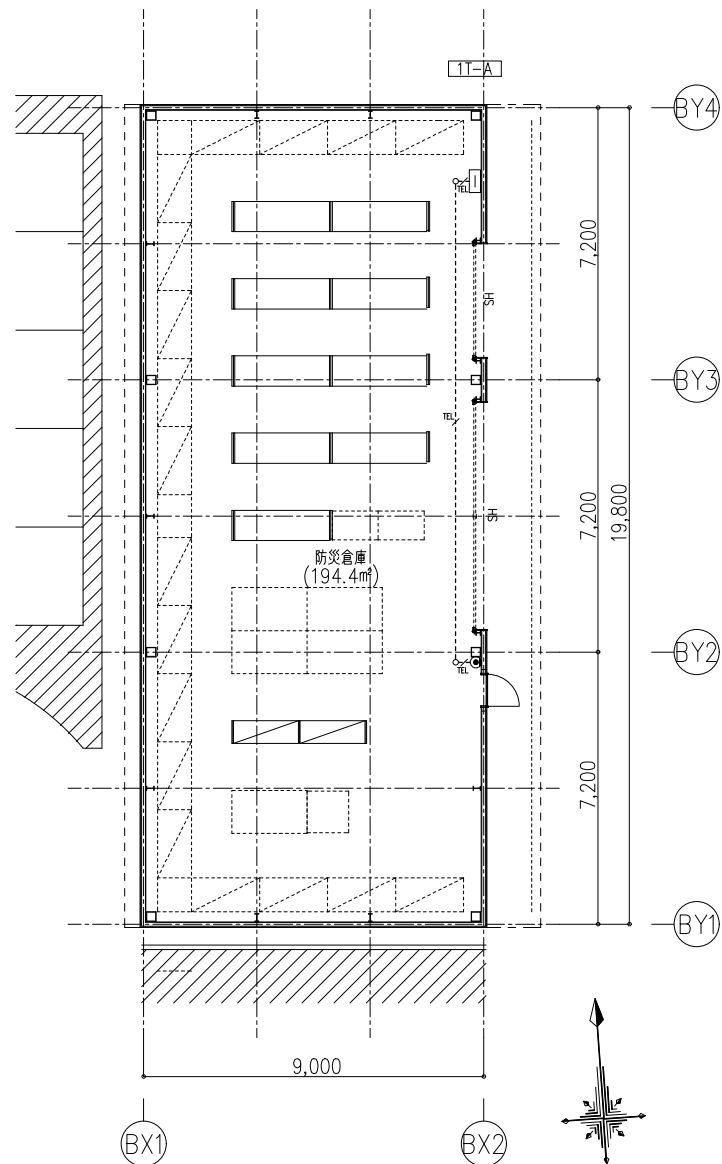 1T-A
BY4
TEL
7,200
SH
BY3
TEL
7,200
19,800
SH
防災倉庫
(194.4㎡)
BY2
TEL
7,200
BY1
9,000
BX1
BX2